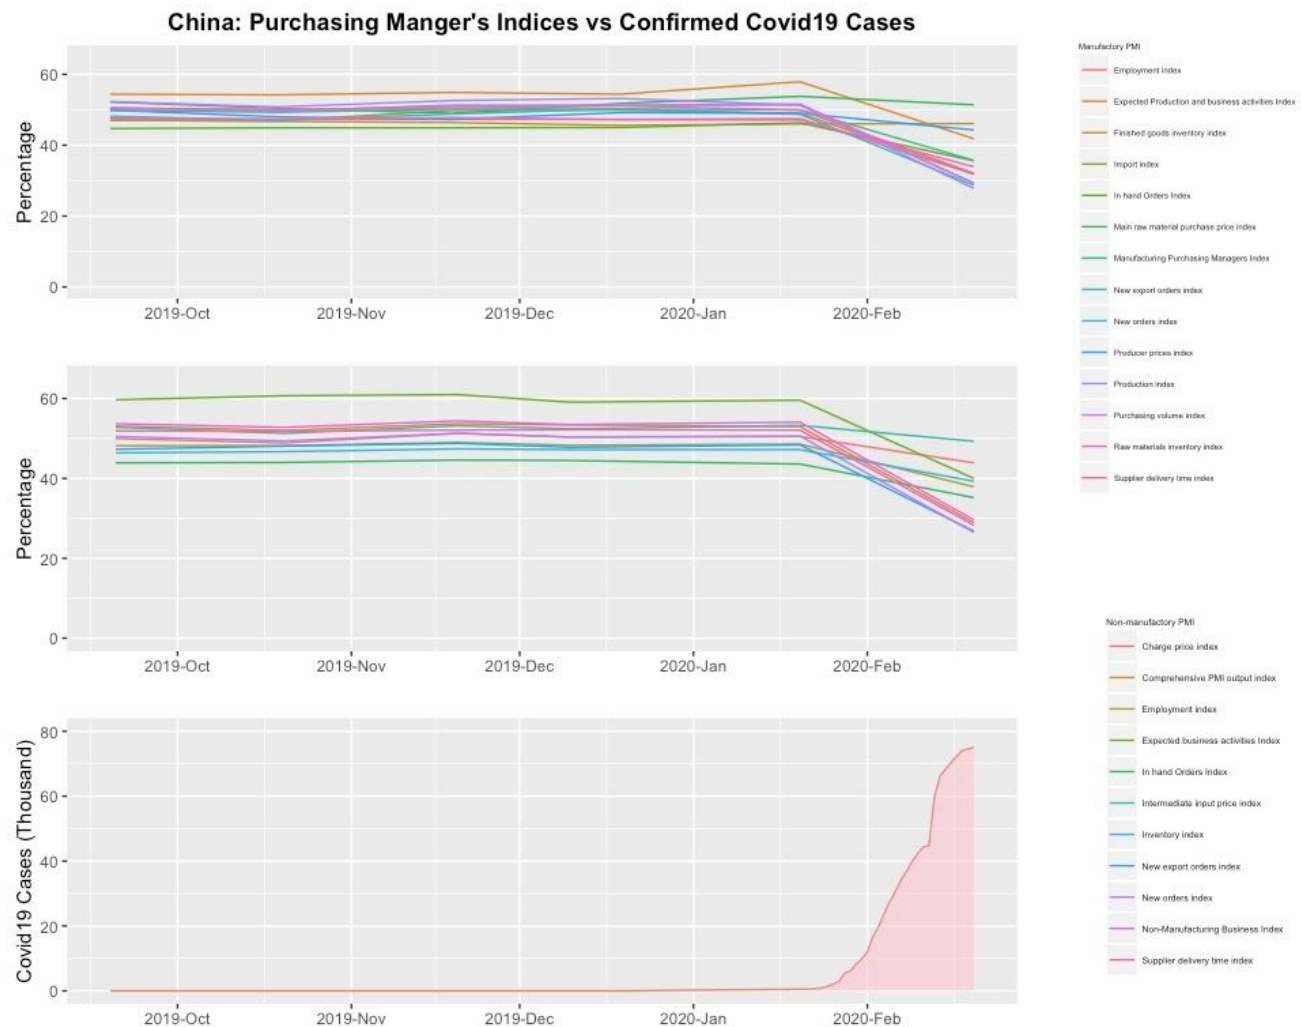 China: Purchasing Manger's Indices vs Confirmed Covid19 Cases
Percentage
60
40
20
0
2019-Oct 2019-Nov 2019-Dec 2020-Jan 2020-Feb
Manufactory PMI
Employment index
Expected Production and business activities Index
Finished goods inventory index
Import index
In hand Orders Index
Main raw material purchase price index
Manufacturing Purchasing Managers Index
New export orders index
New orders index
Producer prices index
Production index
Purchasing volume index
Raw materials inventory index
Supplier delivery time index
Percentage
60
40
20
0
2019-Oct 2019-Nov 2019-Dec 2020-Jan 2020-Feb
Non-manufactory PMI
Charge price index
Comprehensive PMI output index
Employment index
Expected business activities Index
In hand Orders Index
Intermediate input price index
Inventory index
New export orders index
New orders index
Non-Manufacturing Business Index
Supplier delivery time index
Covid19 Cases (Thousand)
80
60
40
20
0
2019-Oct 2019-Nov 2019-Dec 2020-Jan 2020-Feb